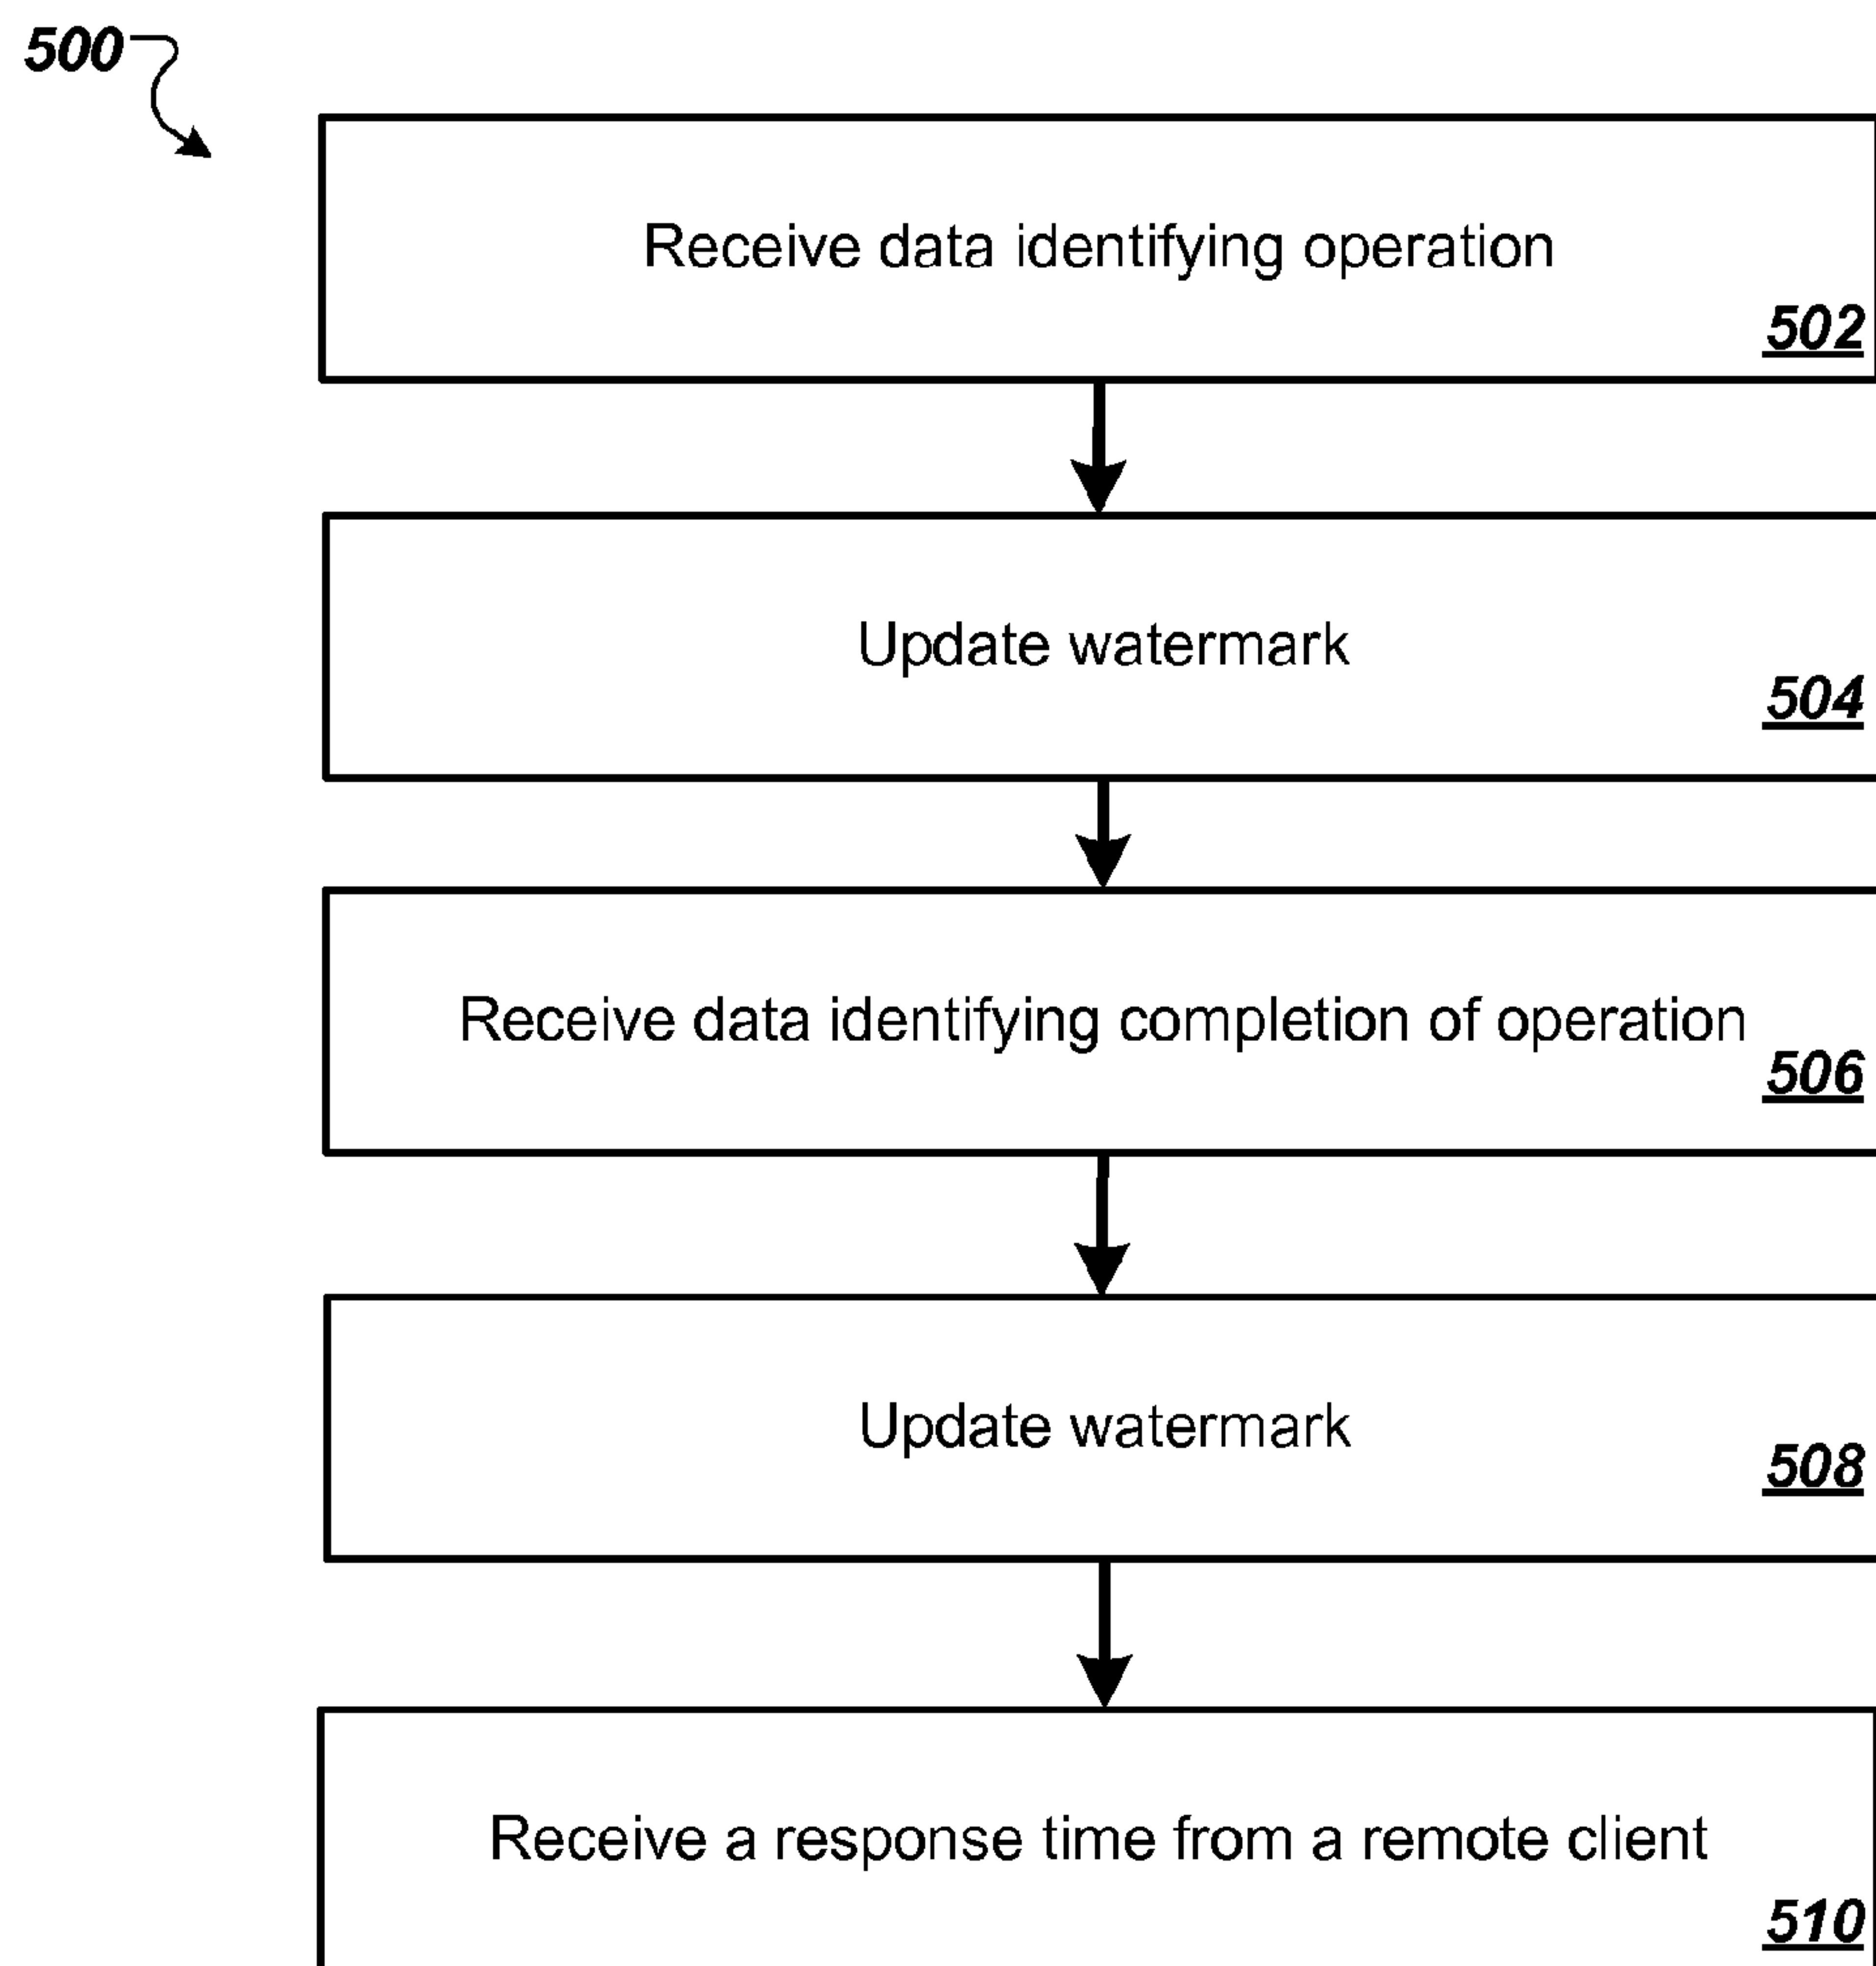 500
Receive data identifying operation
502
Update watermark
504
Receive data identifying completion of operation
506
Update watermark
508
Receive a response time from a remote client
510